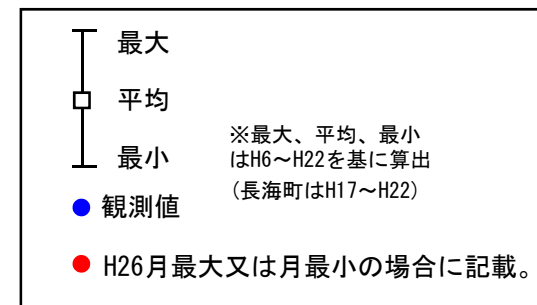 最大
平均
最小
※最大、平均、最小
はH6～H22を基に算出
(長海町はH17～H22)
観測値
H26月最大又は月最小の場合に記載。